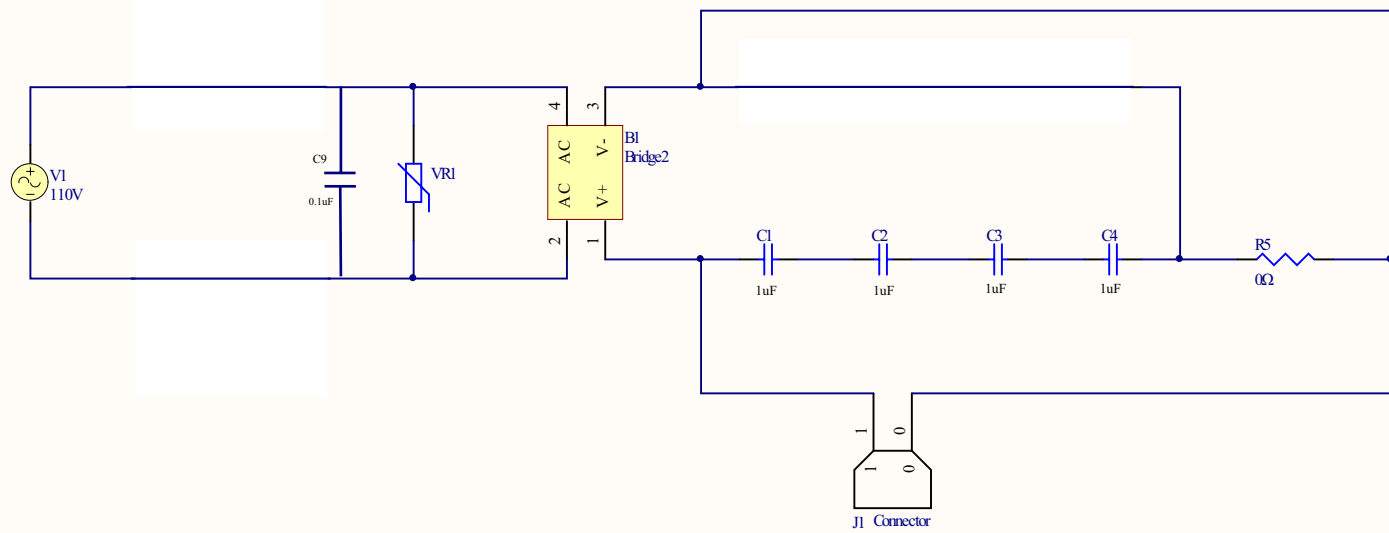 4
3
B1
Bridge2
AC
V-
AC
V+
2
1
V1
110V
C9
0.1uF
VR1
C1
1uF
C2
1uF
C3
1uF
C4
1uF
R5
0Ω
1
0
1
0
J1 Connector